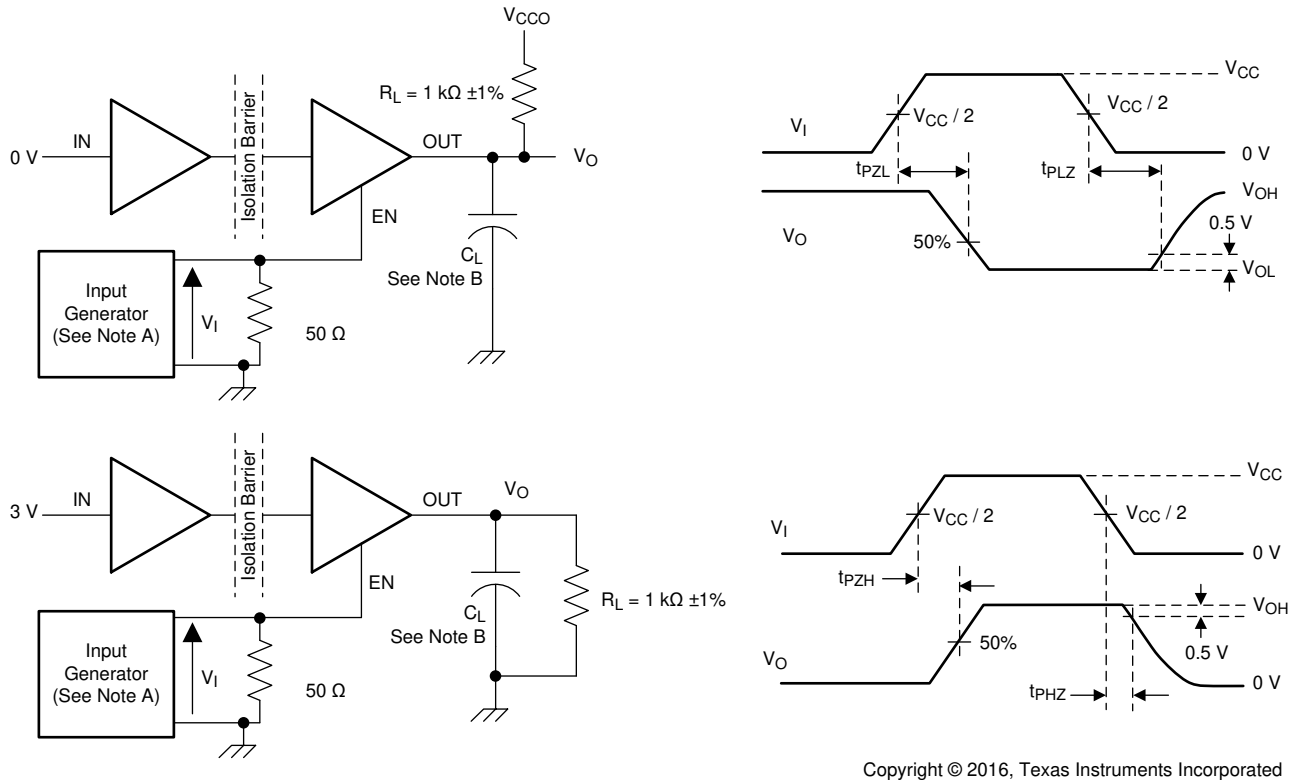 VCCO
RL = 1 kΩ ±1%
Isolation Barrier
0 V
IN
OUT
VO
EN
CL
See Note B
Input
Generator
(See Note A)
VI
50 Ω
VCC
VCC / 2
VCC / 2
VI
0 V
tPZL
tPLZ
VOH
0.5 V
VO
50%
VOL
Isolation Barrier
3 V
IN
OUT
VO
EN
CL
See Note B
RL = 1 kΩ ±1%
Input
Generator
(See Note A)
VI
50 Ω
VCC
VCC / 2
VCC / 2
VI
0 V
tPZH
VOH
50%
0.5 V
VO
tPHZ
0 V
Copyright © 2016, Texas Instruments Incorporated